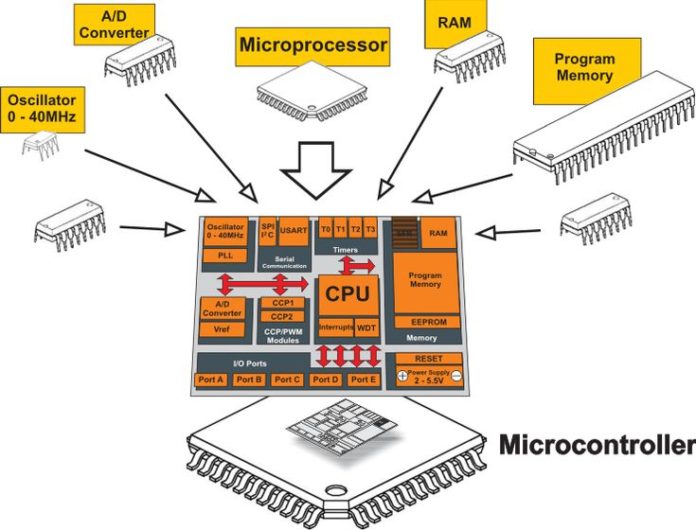 A/D
Converter
Microprocessor
RAM
Program
Memory
Oscillator
0 - 40MHz
Oscillator
0 - 40MHz
PLL
SPI
I²C
USART
Serial
Communication
T0
T1
T2
T3
Timers
RAM
Program
Memory
EEPROM
Memory
A/D
Converter
Vref
CCP1
CCP2
CCP/PWM
Modules
CPU
Interrupts
WDT
I/O Ports
Port A
Port B
Port C
Port D
Port E
RESET
Power Supply
2 - 5.5V
Microcontroller